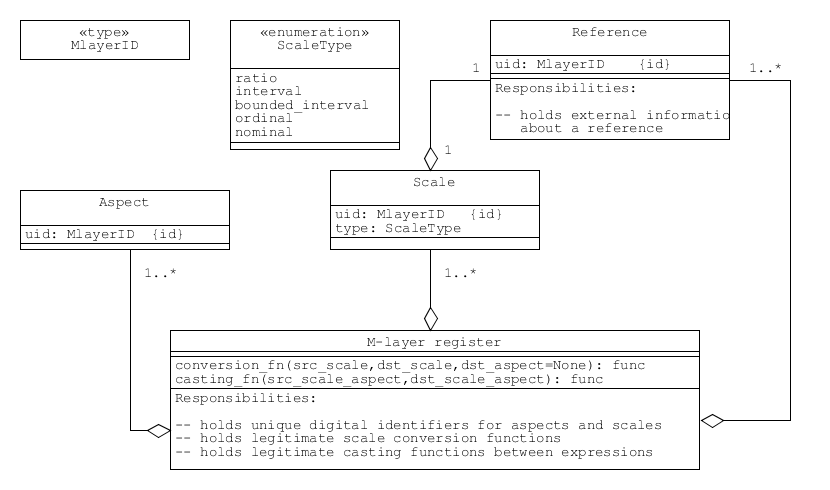 «type»
MlayerID
«enumeration»
ScaleType
ratio
interval
bounded_interval
ordinal
nominal
Reference
uid: MlayerID {id}
Responsibilities:
-- holds external informatio
about a reference
1
1..*
1
Scale
uid: MlayerID {id}
type: ScaleType
Aspect
uid: MlayerID {id}
1..*
1..*
M-layer register
conversion_fn(src_scale,dst_scale,dst_aspect=None): func
casting_fn(src_scale_aspect,dst_scale_aspect): func
Responsibilities:
-- holds unique digital identifiers for aspects and scales
-- holds legitimate scale conversion functions
-- holds legitimate casting functions between expressions